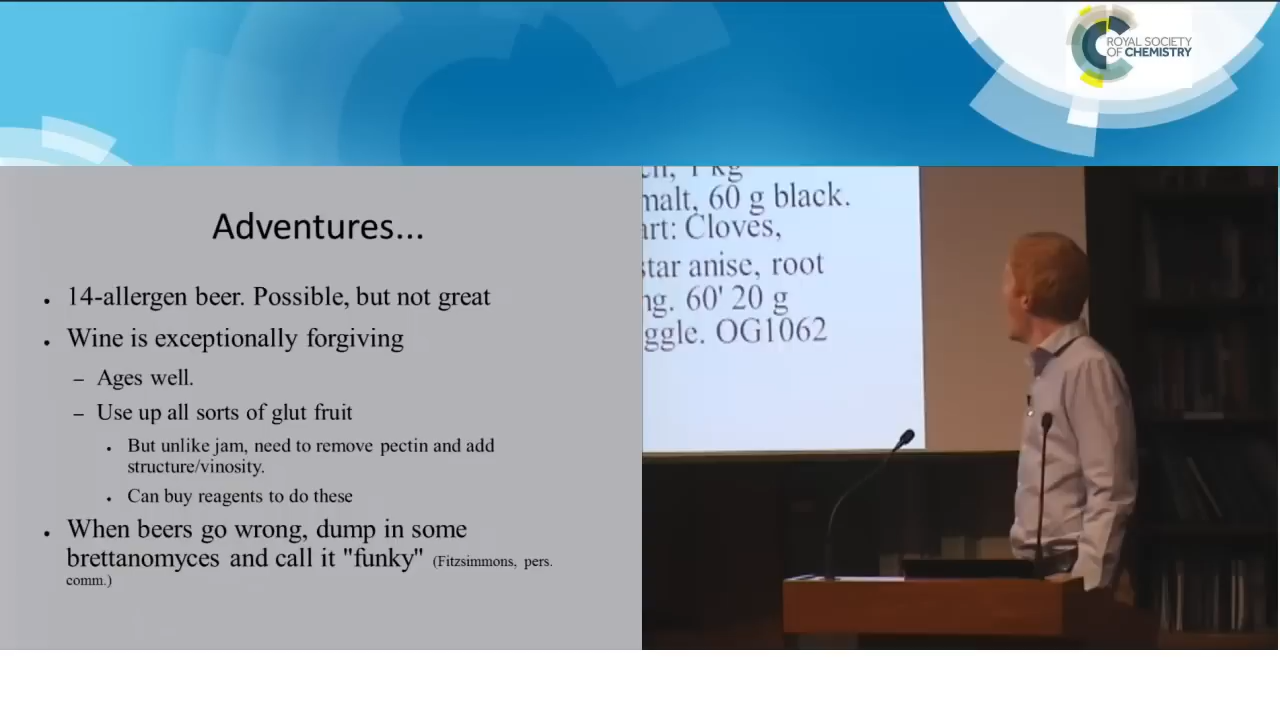 ROYAL SOCIETY
OF CHEMISTRY
Adventures...
14-allergen beer. Possible, but not great
Wine is exceptionally forgiving
– Ages well.
– Use up all sorts of glut fruit
But unlike jam, need to remove pectin and add
structure/vinosity.
Can buy reagents to do these
When beers go wrong, dump in some
brettanomyces and call it "funky" (Fitzsimmons, pers.
comm.)
1 kg
malt, 60 g black.
art: Cloves,
star anise, root
ng. 60' 20 g
ggle. OG1062